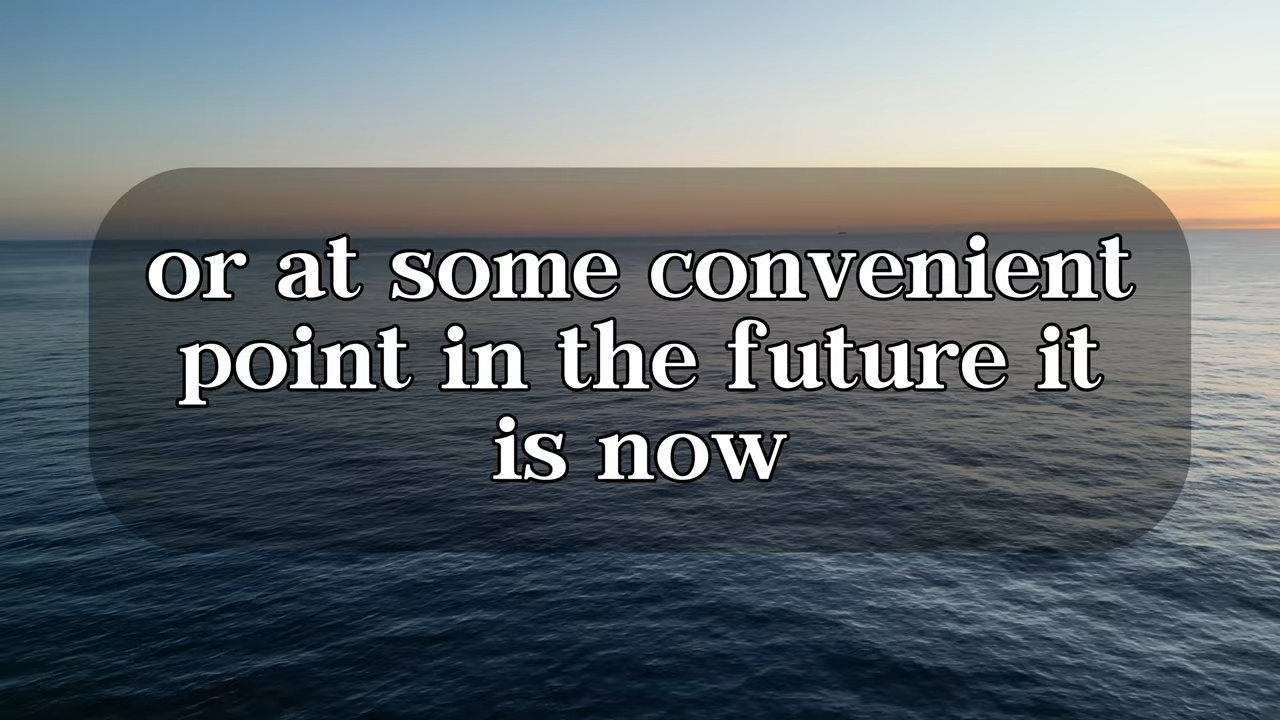 or at some convenient
point in the future it
is now